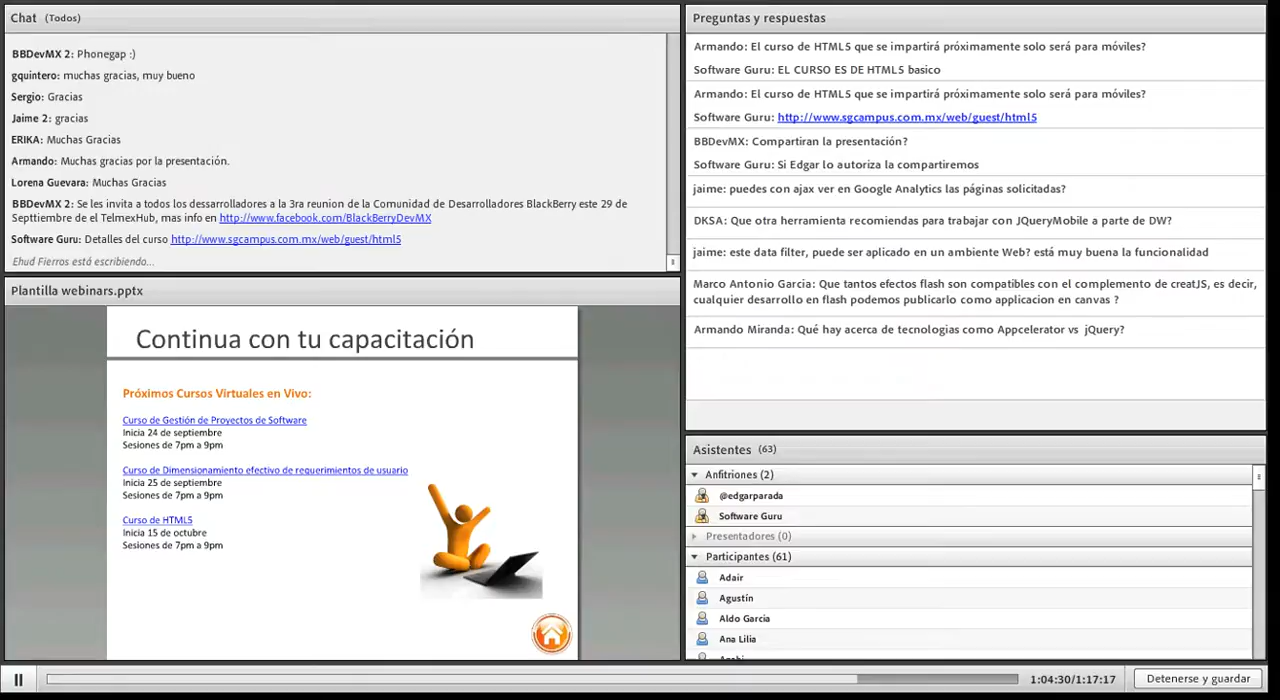 Chat (Todos)
BBDevMX 2: Phonegap :)
gquintero: muchas gracias, muy bueno
Sergio: Gracias
Jaime 2: gracias
ERIKA: Muchas Gracias
Armando: Muchas gracias por la presentación.
Lorena Guevara: Muchas Gracias
BBDevMX 2: Se les invita a todos los dessarrolladores a la 3ra reunion de la Comunidad de Desarrolladores BlackBerry este 29 de
Septtiembre de el TelmexHub, mas info en http://www.facebook.com/BlackBerryDevMX
Software Guru: Detalles del curso http://www.sgcampus.com.mx/web/guest/html5
Ehud Fierros está escribiendo...
Plantilla webinars.pptx
Continua con tu capacitación
Próximos Cursos Virtuales en Vivo:
Curso de Gestión de Proyectos de Software
Inicia 24 de septiembre
Sesiones de 7pm a 9pm
Curso de Dimensionamiento efectivo de requerimientos de usuario
Inicia 25 de septiembre
Sesiones de 7pm a 9pm
Curso de HTML5
Inicia 15 de octubre
Sesiones de 7pm a 9pm
Preguntas y respuestas
Armando: El curso de HTML5 que se impartirá próximamente solo será para móviles?
Software Guru: EL CURSO ES DE HTML5 basico
Armando: El curso de HTML5 que se impartirá próximamente solo será para móviles?
Software Guru: http://www.sgcampus.com.mx/web/guest/html5
BBDevMX: Compartiran la presentación?
Software Guru: Si Edgar lo autoriza la compartiremos
jaime: puedes con ajax ver en Google Analytics las páginas solicitadas?
DKSA: Que otra herramienta recomiendas para trabajar con JQueryMobile a parte de DW?
jaime: este data filter, puede ser aplicado en un ambiente Web? está muy buena la funcionalidad
Marco Antonio Garcia: Que tantos efectos flash son compatibles con el complemento de creatJS, es decir,
cualquier desarrollo en flash podemos publicarlo como applicacion en canvas ?
Armando Miranda: Qué hay acerca de tecnologias como Appcelerator vs jQuery?
Asistentes (63)
Anfitriones (2)
@edgarparada
Software Guru
Presentadores (0)
Participantes (61)
Adair
Agustín
Aldo Garcia
Ana Lilia
1:04:30/1:17:17
Detenerse y guardar